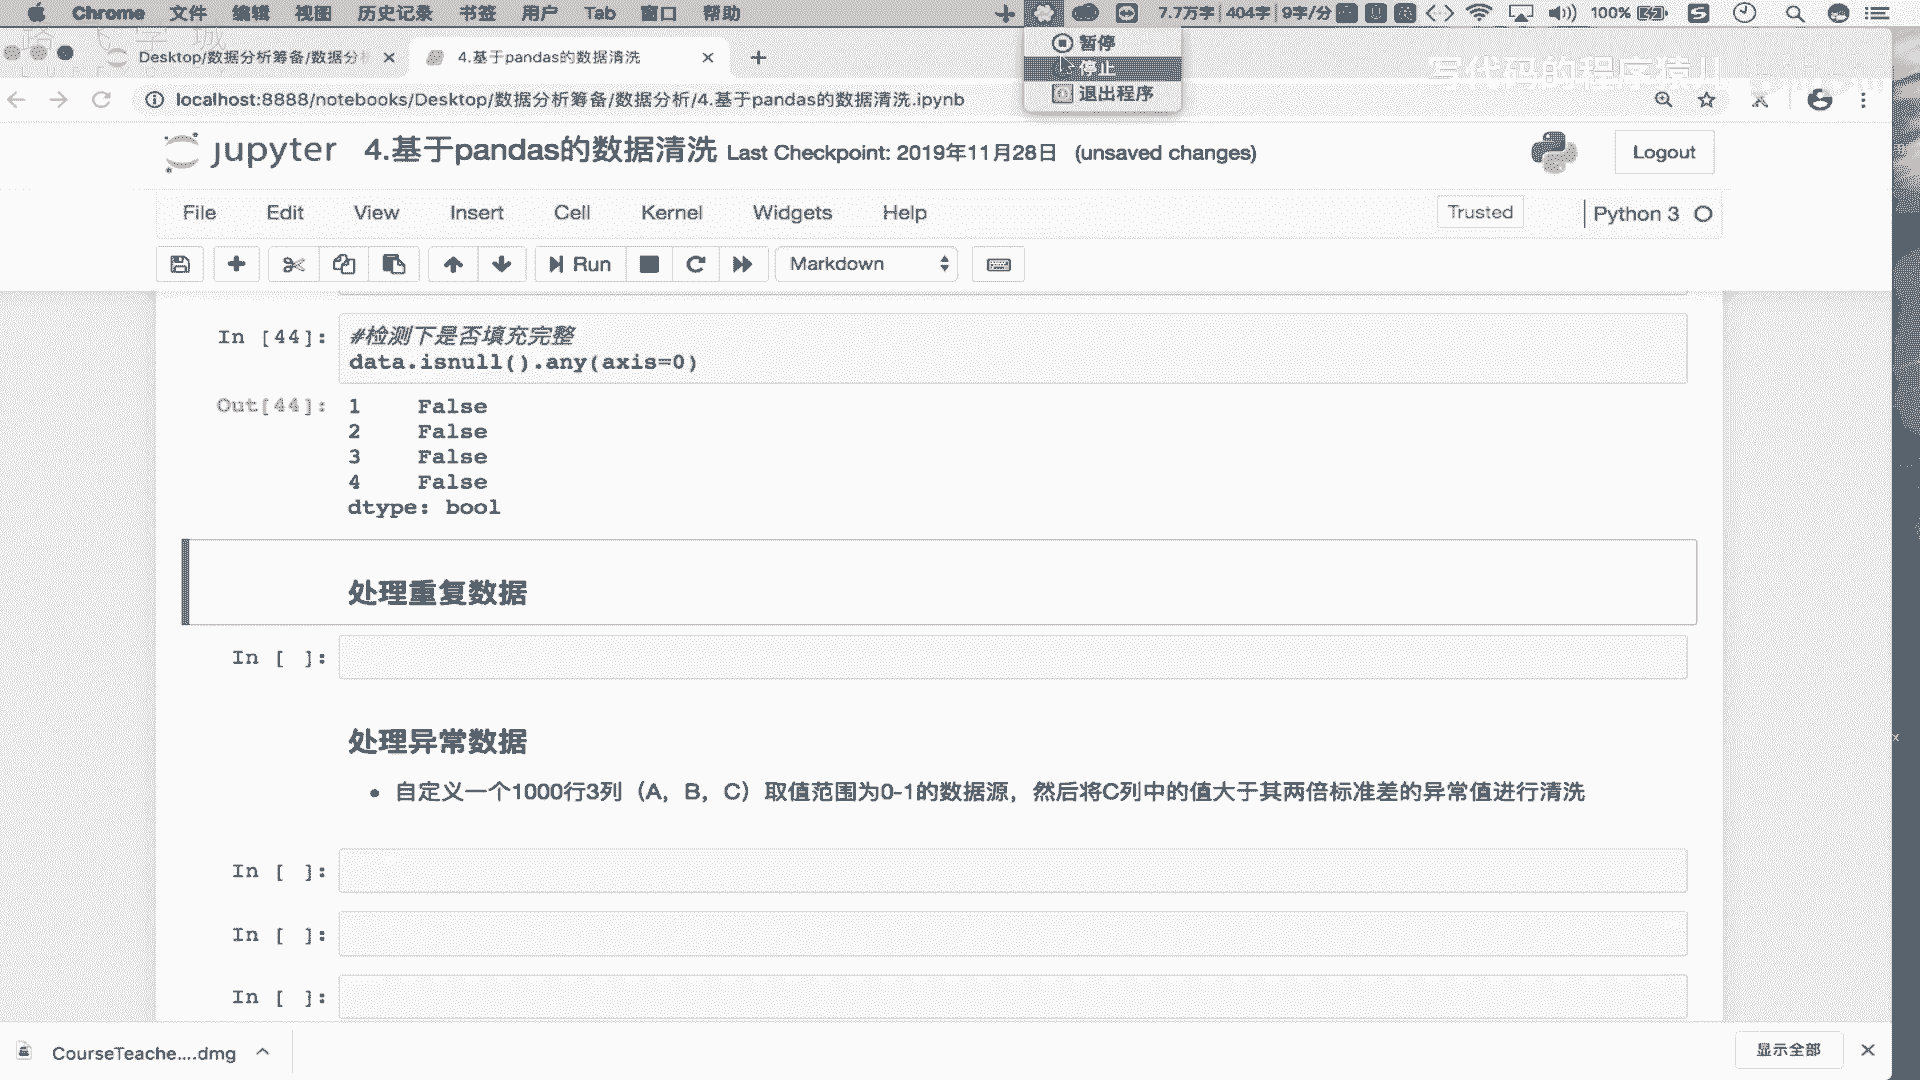 Chrome 文件 编辑 视图 历史记录 书签 用户 Tab 窗口 帮助 7.7万字 404字 9字/分 100%
暂停
停止
退出程序
Desktop/数据分析筹备/数据分析
4.基于pandas的数据清洗
写代码的程序猿儿
localhost:8888/notebooks/Desktop/数据分析筹备/数据分析/4.基于pandas的数据清洗.ipynb
jupyter 4.基于pandas的数据清洗 Last Checkpoint: 2019年11月28日 (unsaved changes)
Logout
File Edit View Insert Cell Kernel Widgets Help
Trusted
Python 3
Run
Markdown
In [44]: #检测下是否填充完整
data.isnull().any(axis=0)
Out[44]: 1 False
2 False
3 False
4 False
dtype: bool
处理重复数据
In [ ]:
处理异常数据
• 自定义一个1000行3列（A，B，C）取值范围为0-1的数据源，然后将C列中的值大于其两倍标准差的异常值进行清洗
In [ ]:
In [ ]:
In [ ]:
CourseTeache....dmg
显示全部